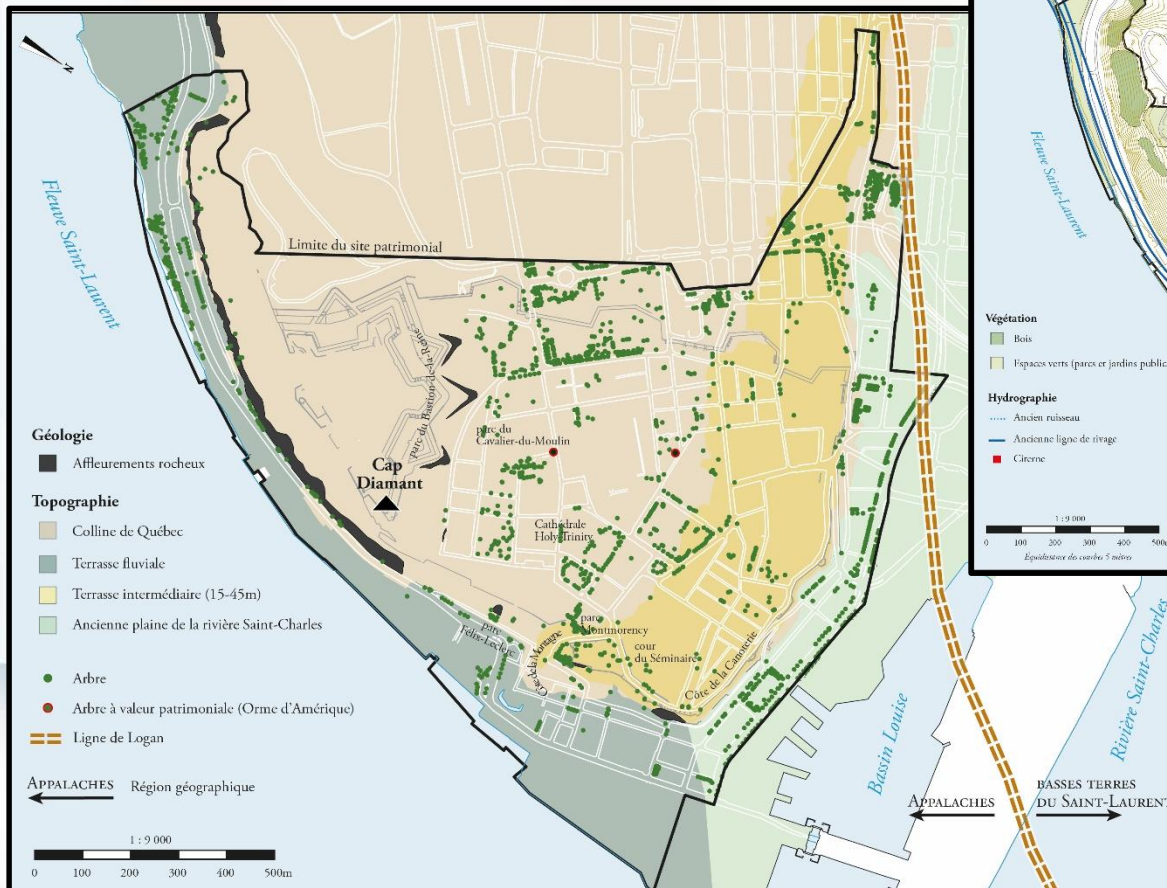 N
Fleuve Saint-Laurent
Limite du site patrimonial
Parc du Bastion-de-la-Reine
parc du
Cavalier-du-Moulin
Cap
Diamant
Cathédrale
Holy Trinity
parc
Montmorency
cour
du Séminaire
parc
Félix-Leclerc
Côte de la Montagne
Côte de la Canoterie
Bassin Louise
Rivière Saint-Charles
APPALACHES
BASSES TERRES
DU SAINT-LAURENT
Géologie
Affleurements rocheux
Topographie
Colline de Québec
Terrasse fluviale
Terrasse intermédiaire (15-45m)
Ancienne plaine de la rivière Saint-Charles
Arbre
Arbre à valeur patrimoniale (Orme d'Amérique)
Ligne de Logan
APPALACHES Région géographique
1 : 9 000
0 100 200 300 400 500m
Fleuve Saint-Laurent
L
Végétation
Bois
Espaces verts (parcs et jardins public
Hydrographie
Ancien ruisseau
Ancienne ligne de rivage
Citerne
1 : 9 000
0 100 200 300 400 500m
Equidistance des courbes 5 mètres